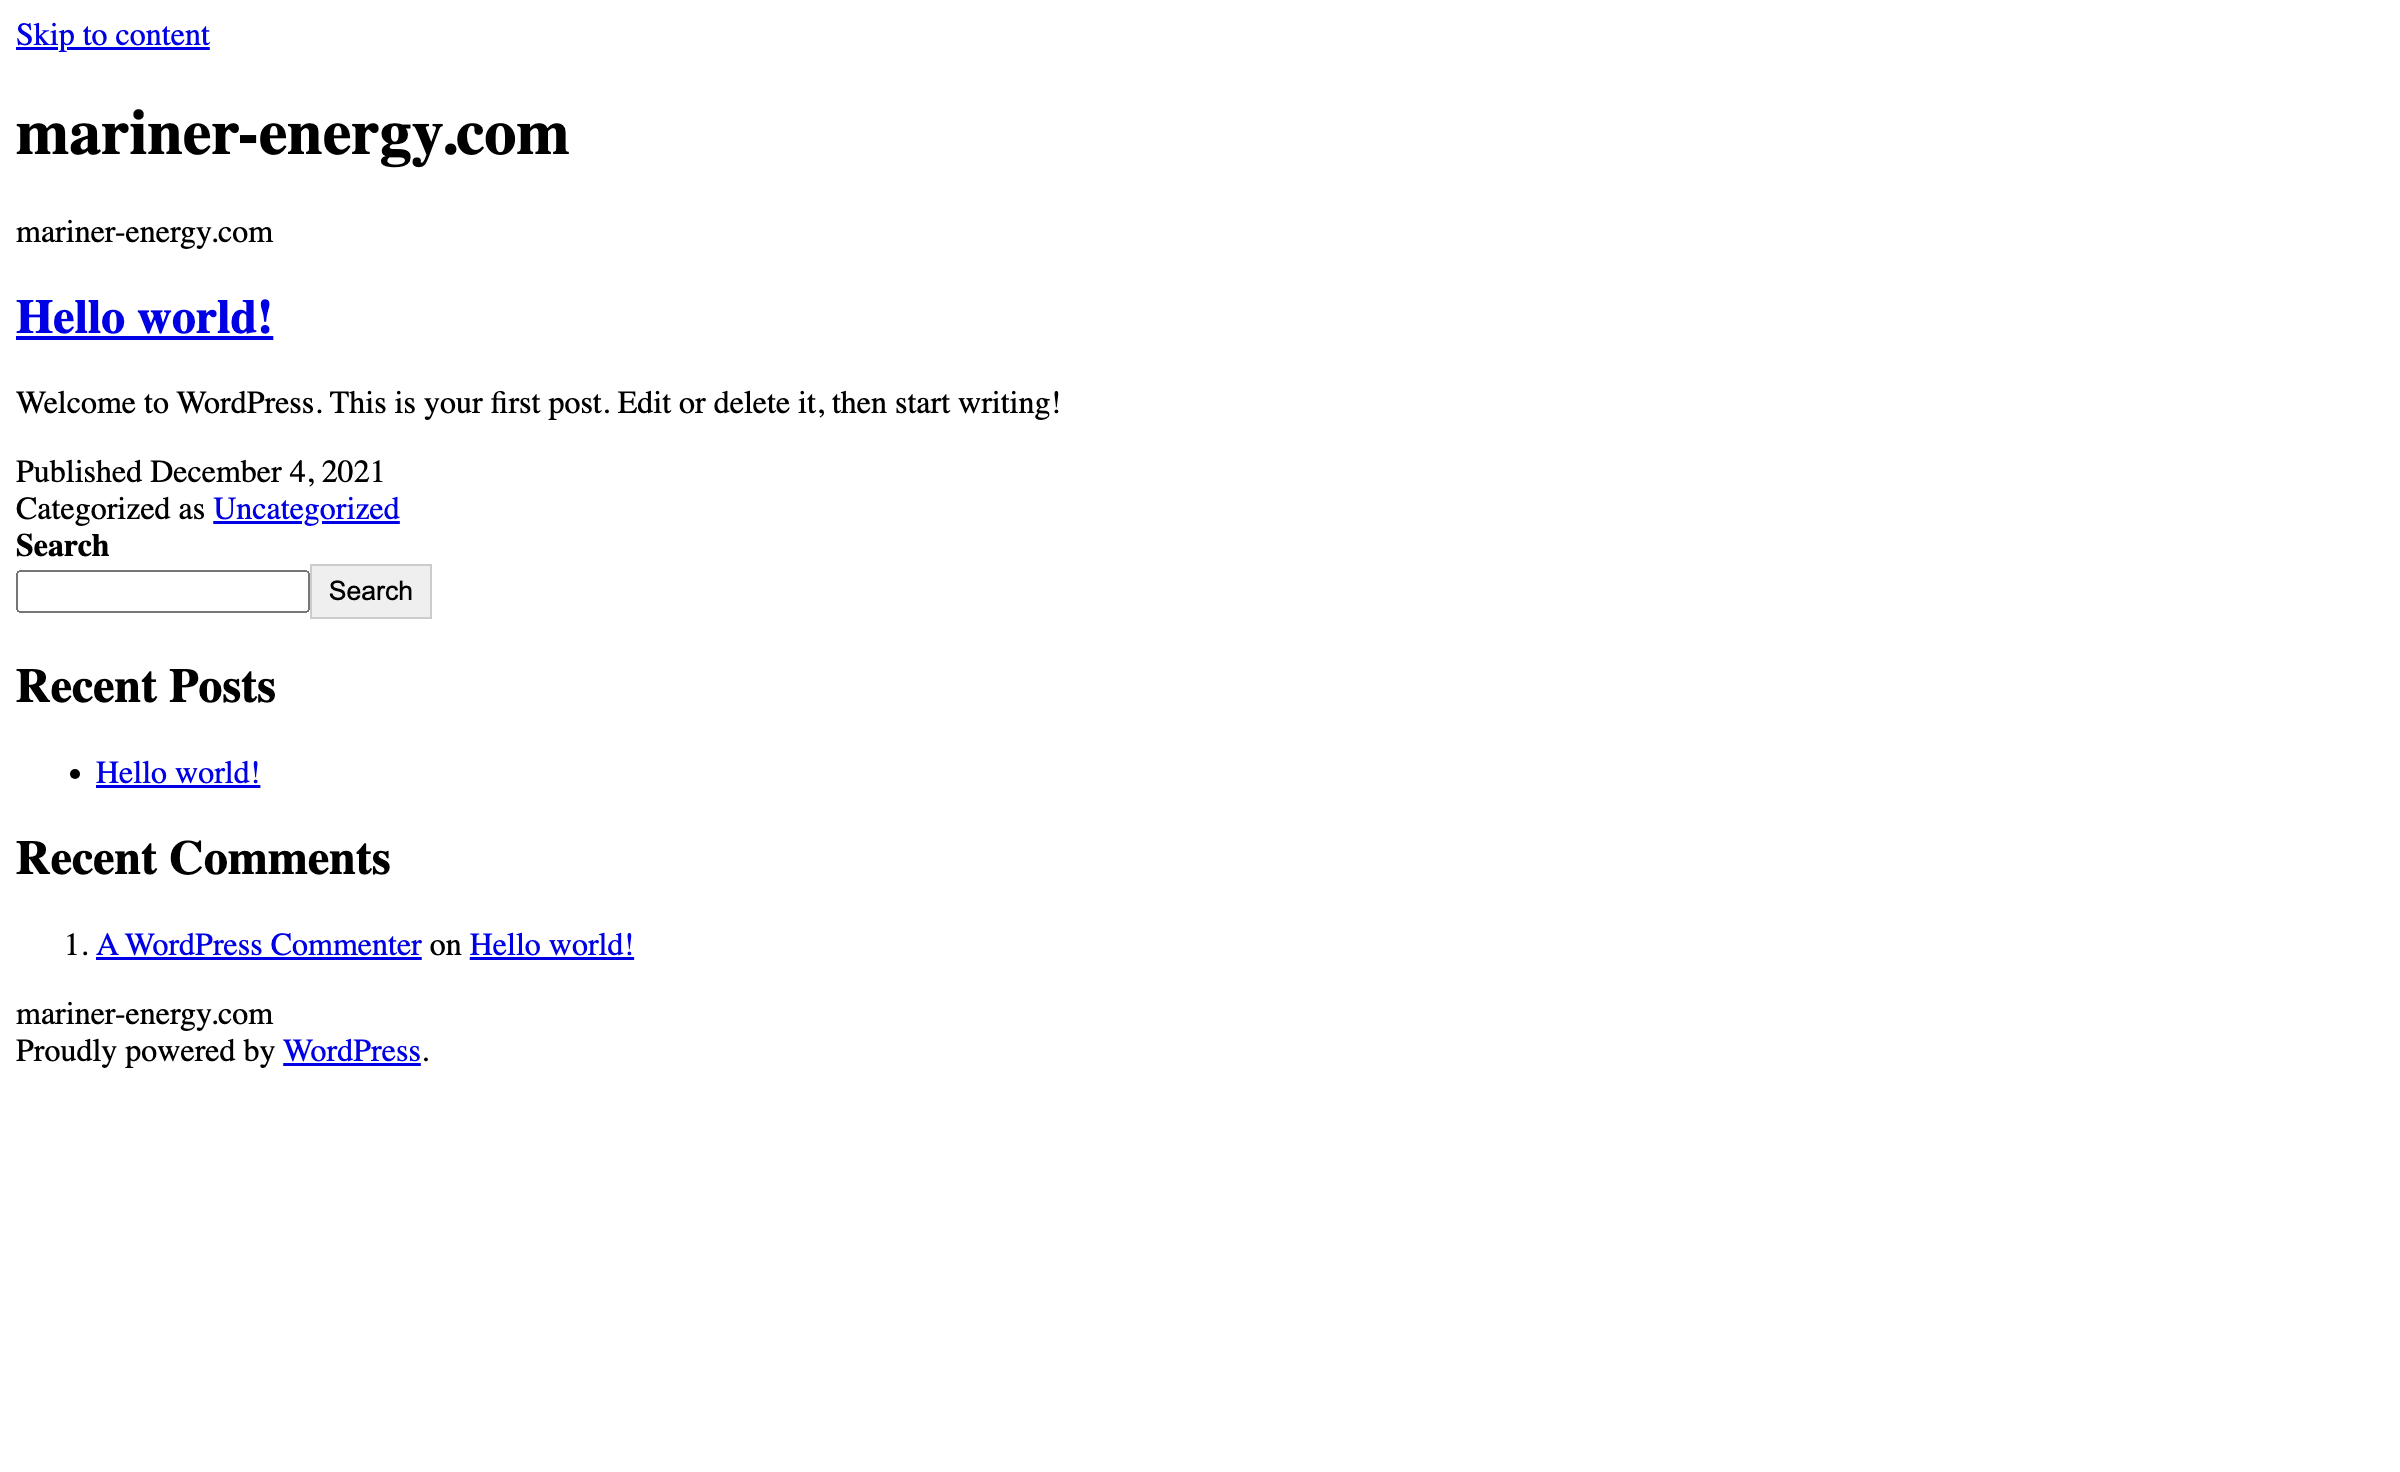 Skip to content
mariner-energy.com
mariner-energy.com
Hello world!
Welcome to WordPress. This is your first post. Edit or delete it, then start writing!
Published December 4, 2021
Categorized as Uncategorized
Search
Search
Recent Posts
• Hello world!
Recent Comments
1. A WordPress Commenter on Hello world!
mariner-energy.com
Proudly powered by WordPress.